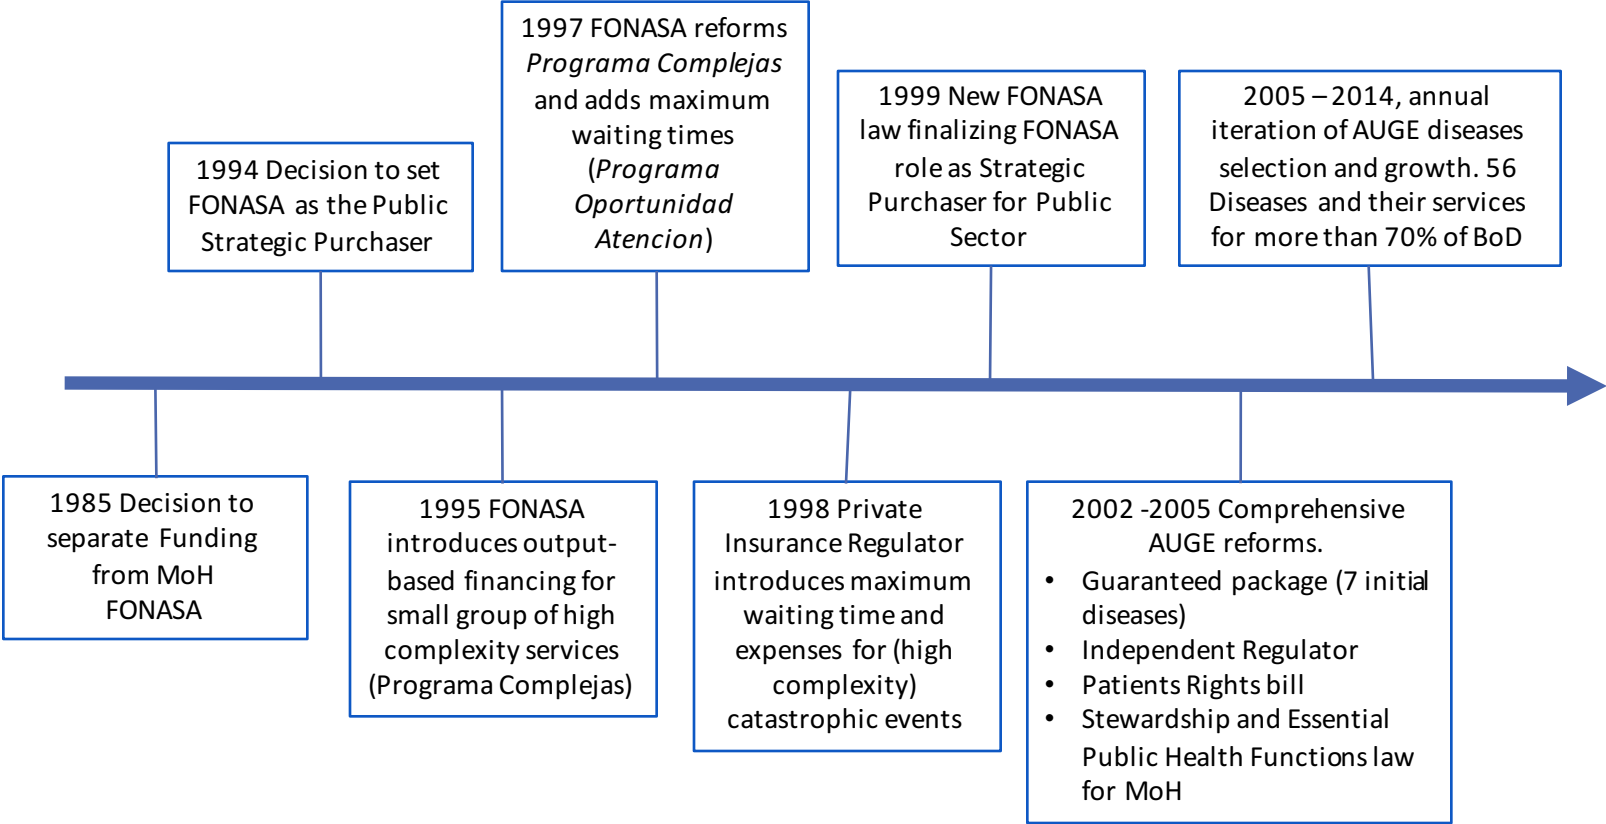 1985 Decision to
separate Funding
from MoH
FONASA
1994 Decision to set
FONASA as the Public
Strategic Purchaser
1995 FONASA
introduces output-
based financing for
small group of high
complexity services
(Programa Complejas)
1997 FONASA reforms
Programa Complejas
and adds maximum
waiting times
(Programa
Oportunidad
Atencion)
1998 Private
Insurance Regulator
introduces maximum
waiting time and
expenses for (high
complexity)
catastrophic events
1999 New FONASA
law finalizing FONASA
role as Strategic
Purchaser for Public
Sector
2002 -2005 Comprehensive
AUGE reforms.
• Guaranteed package (7 initial
diseases)
• Independent Regulator
• Patients Rights bill
• Stewardship and Essential
Public Health Functions law
for MoH
2005 – 2014, annual
iteration of AUGE diseases
selection and growth. 56
Diseases and their services
for more than 70% of BoD